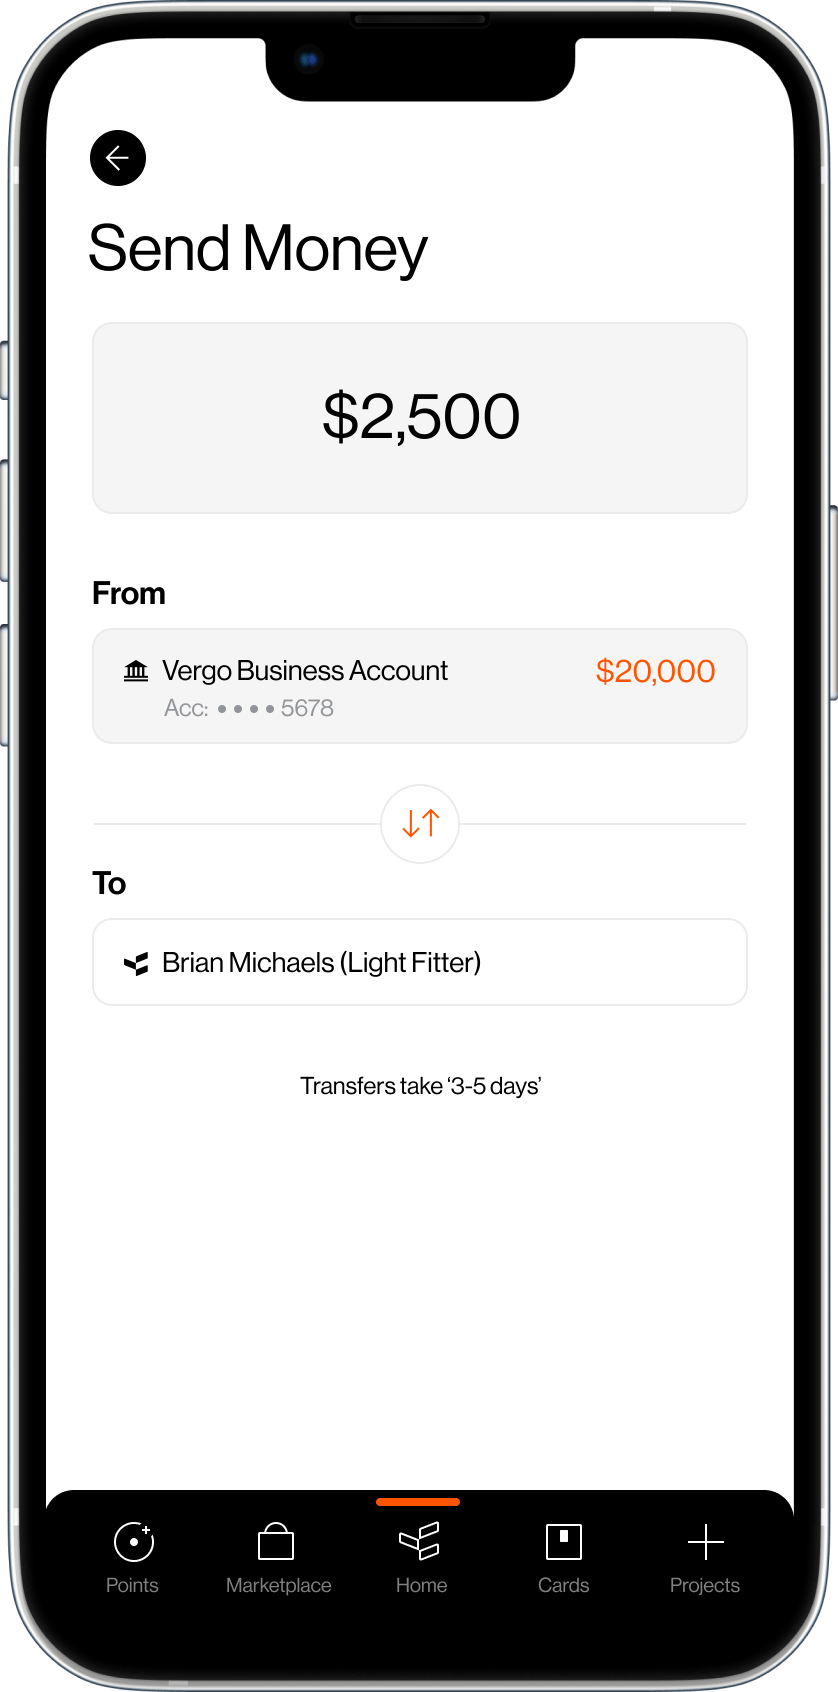 Send Money
$2,500
From
Vergo Business Account $20,000
Acc: •••• 5678
To
Brian Michaels (Light Fitter)
Transfers take ‘3-5 days’
Points Marketplace Home Cards Projects